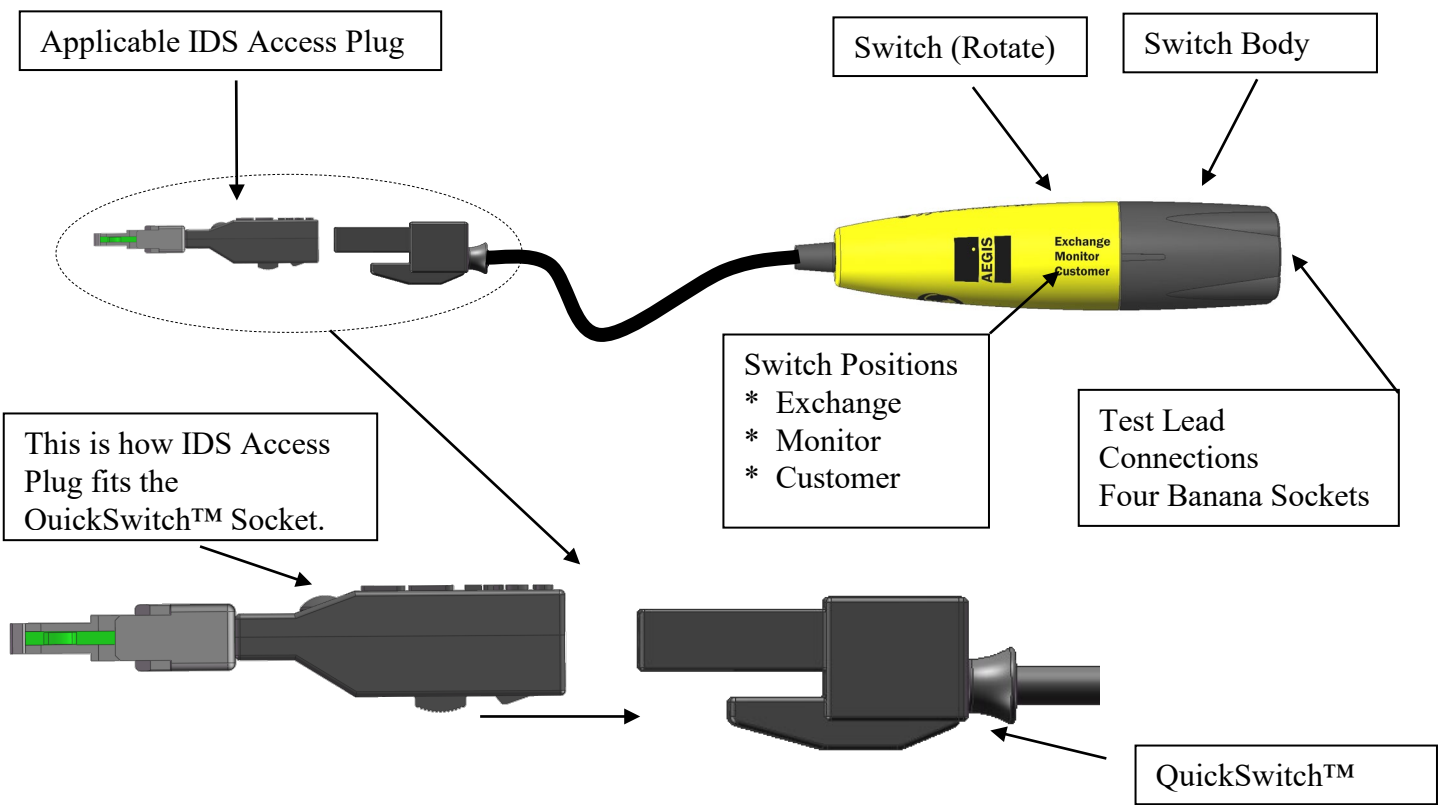 Applicable IDS Access Plug
Switch (Rotate)
Switch Body
AEGIS
Exchange
Monitor
Customer
Switch Positions
* Exchange
* Monitor
* Customer
Test Lead
Connections
Four Banana Sockets
This is how IDS Access
Plug fits the
OuickSwitch™ Socket.
QuickSwitch™